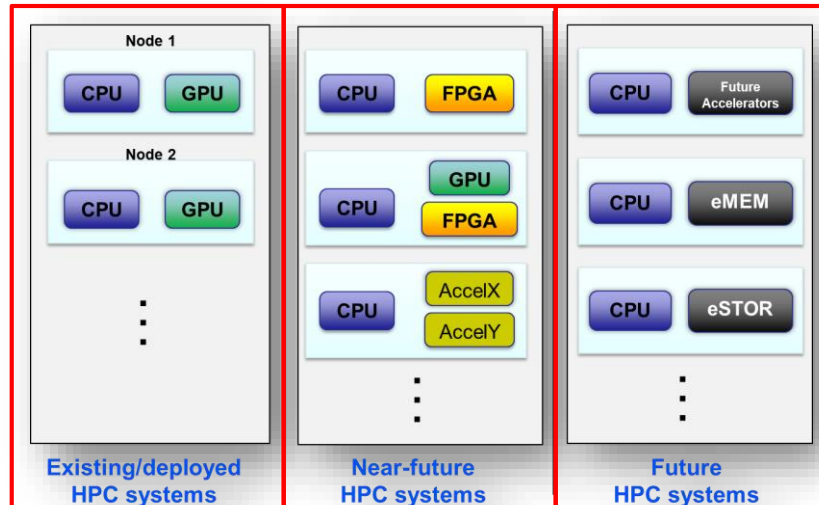 Node 1
CPU GPU
Node 2
CPU GPU
Existing/deployed
HPC systems
CPU FPGA
GPU
CPU
FPGA
AccelX
CPU
AccelY
Near-future
HPC systems
CPU Future
Accelerators
CPU eMEM
CPU eSTOR
Future
HPC systems